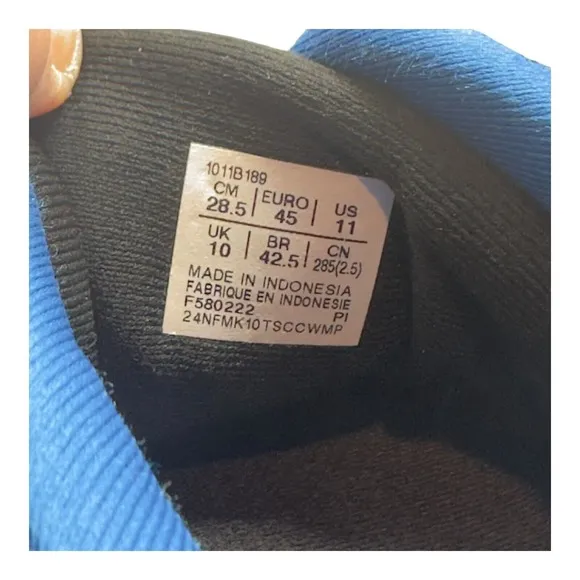 1011B189
CM 28.5 | EURO 45 | US 11
UK 10 | BR 42.5 | CN 285(2.5)
MADE IN INDONESIA
FABRIQUE EN INDONESIE
F580222 PI
24NFMK10TSCCWMP